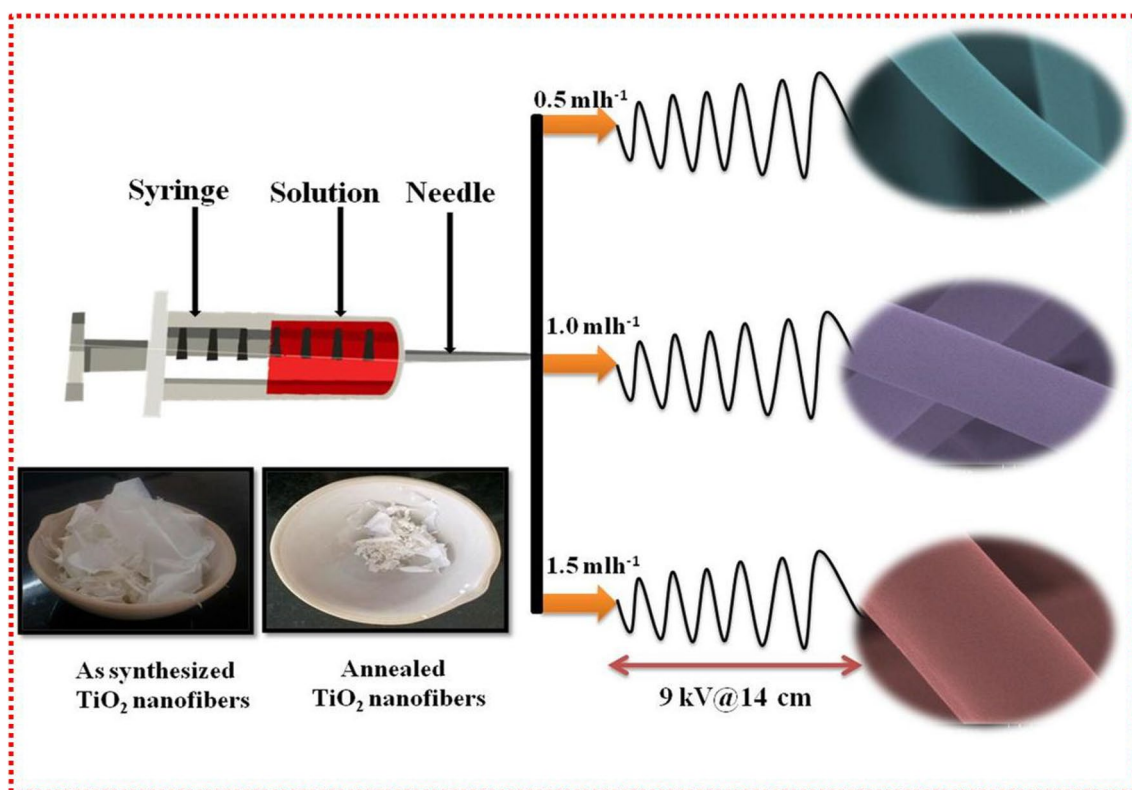 0.5 mlh⁻¹
Syringe Solution Needle
1.0 mlh⁻¹
1.5 mlh⁻¹
As synthesized
TiO₂ nanofibers
Annealed
TiO₂ nanofibers
9 kV@14 cm